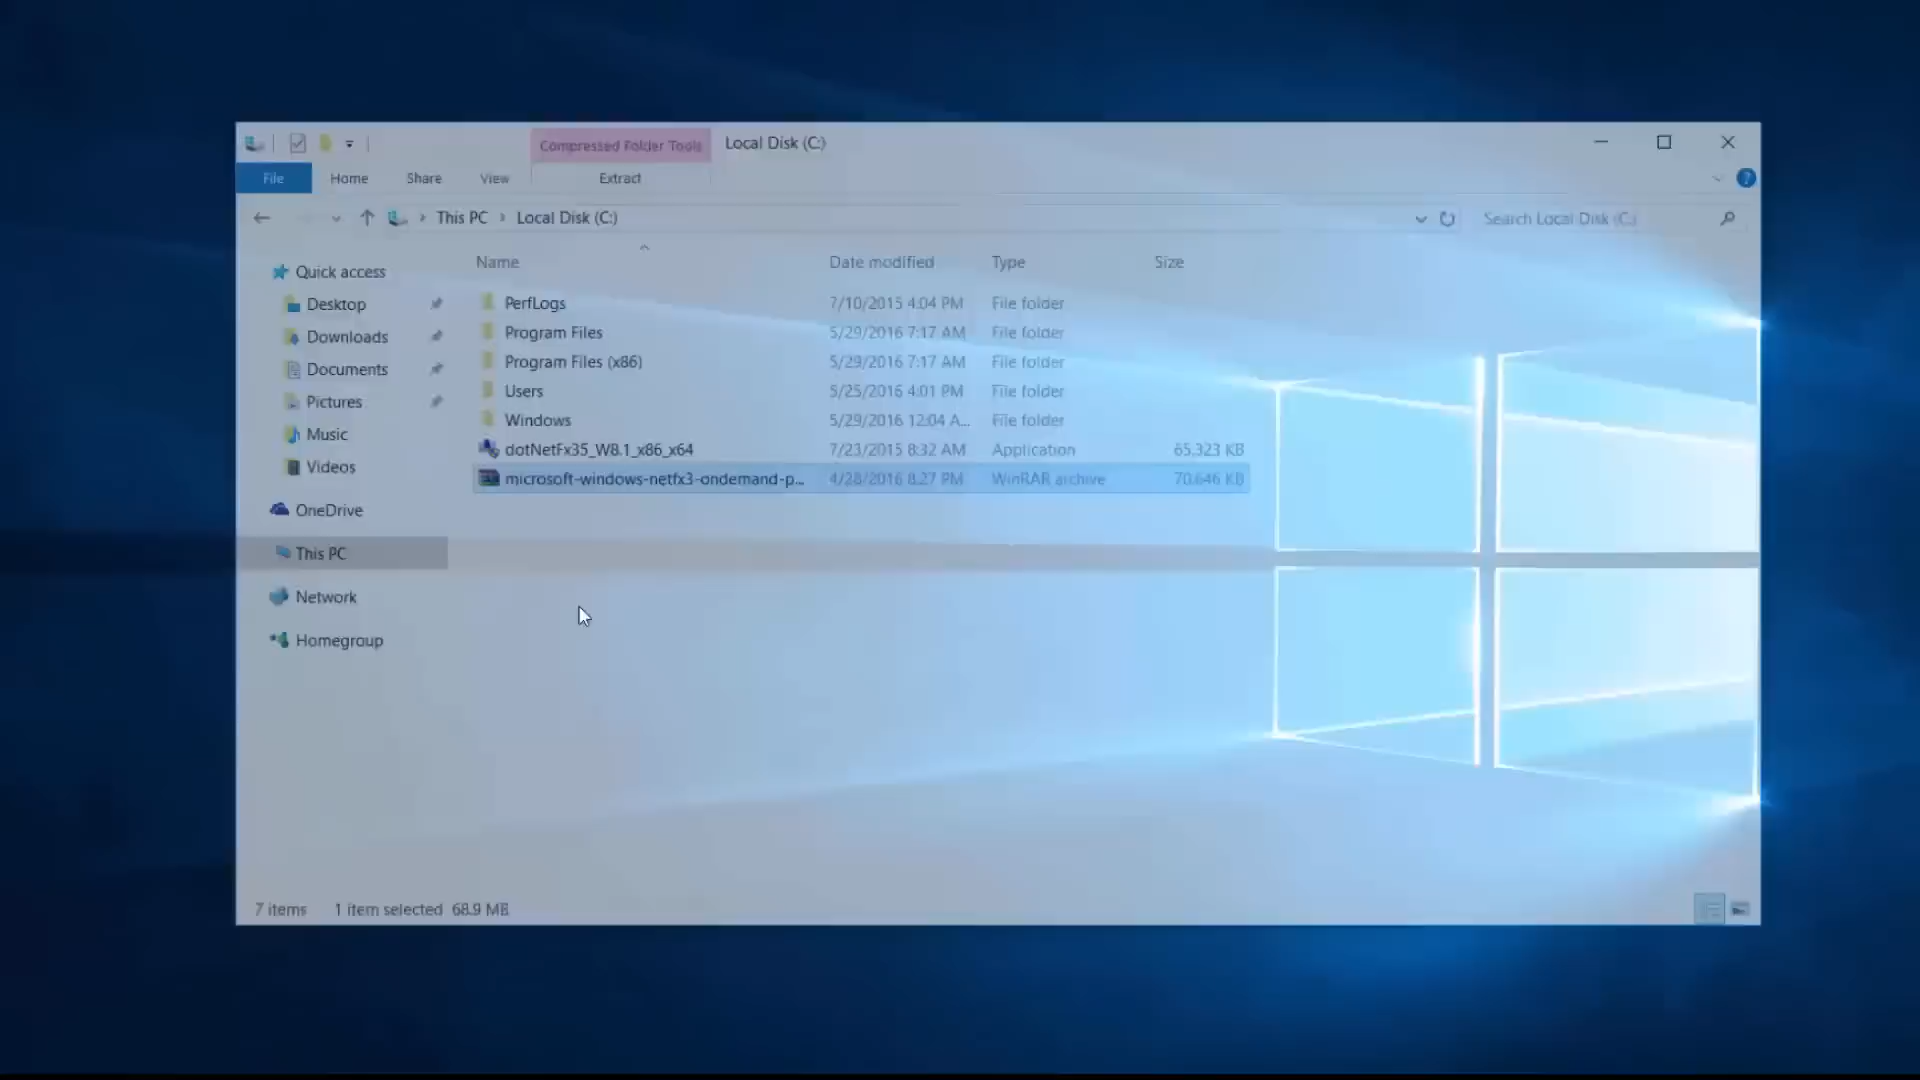 Compressed Folder Tools Local Disk (C:)
File Home Share View Extract
This PC Local Disk (C:) Search Local Disk (C:)
Name Date modified Type Size
Quick access
Desktop
Downloads
Documents
Pictures
Music
Videos
OneDrive
This PC
Network
Homegroup
PerfLogs 7/10/2015 4:04 PM File folder
Program Files 5/29/2016 7:17 AM File folder
Program Files (x86) 5/29/2016 7:17 AM File folder
Users 5/25/2016 4:01 PM File folder
Windows 5/29/2016 12:04 A... File folder
dotNetFx35_W8.1_x86_x64 7/23/2015 8:32 AM Application 65,323 KB
microsoft-windows-netfx3-ondemand-p... 4/28/2016 8:27 PM WinRAR archive 70,646 KB
7 items 1 item selected 68.9 MB